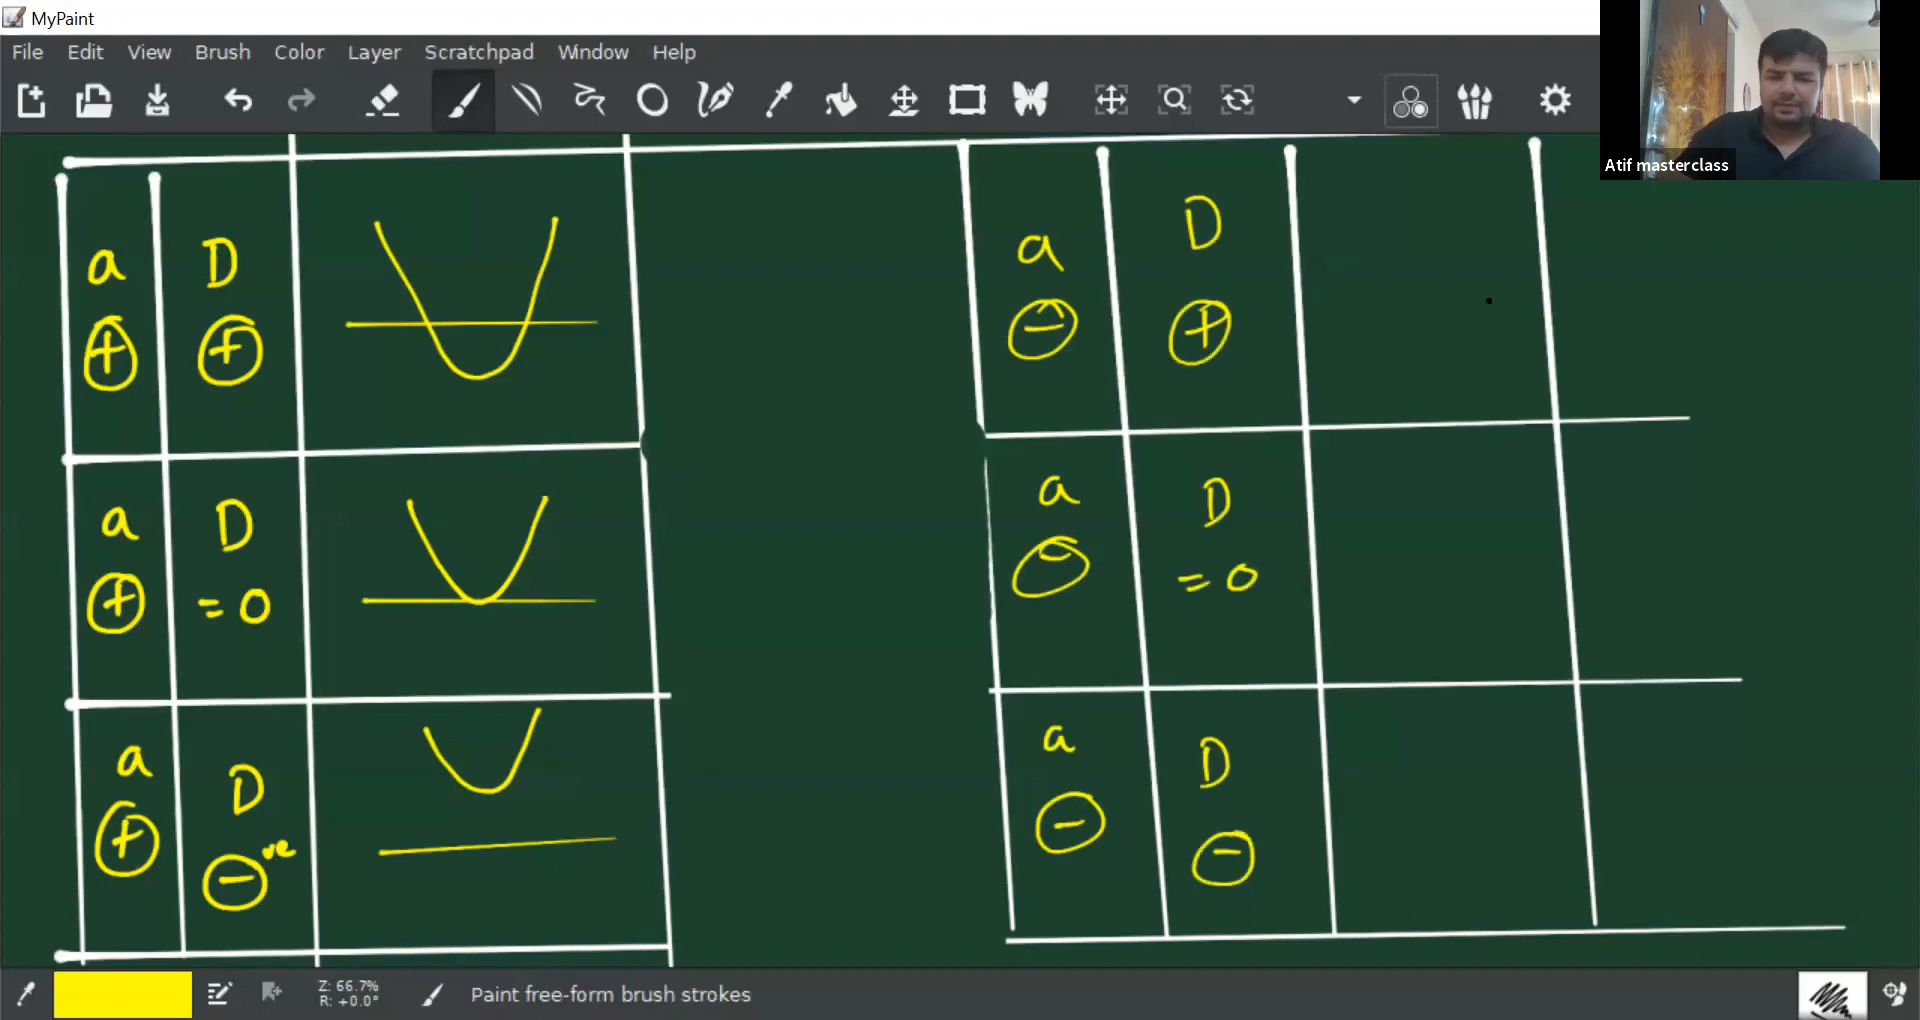 MyPaint
File Edit View Brush Color Layer Scratchpad Window Help
Atif masterclass
a D
+ +
a D
+ = 0
a D
+ − ve
a D
− +
a D
− = 0
a D
− −
Z: 66.7%
R: +0.0°
Paint free-form brush strokes